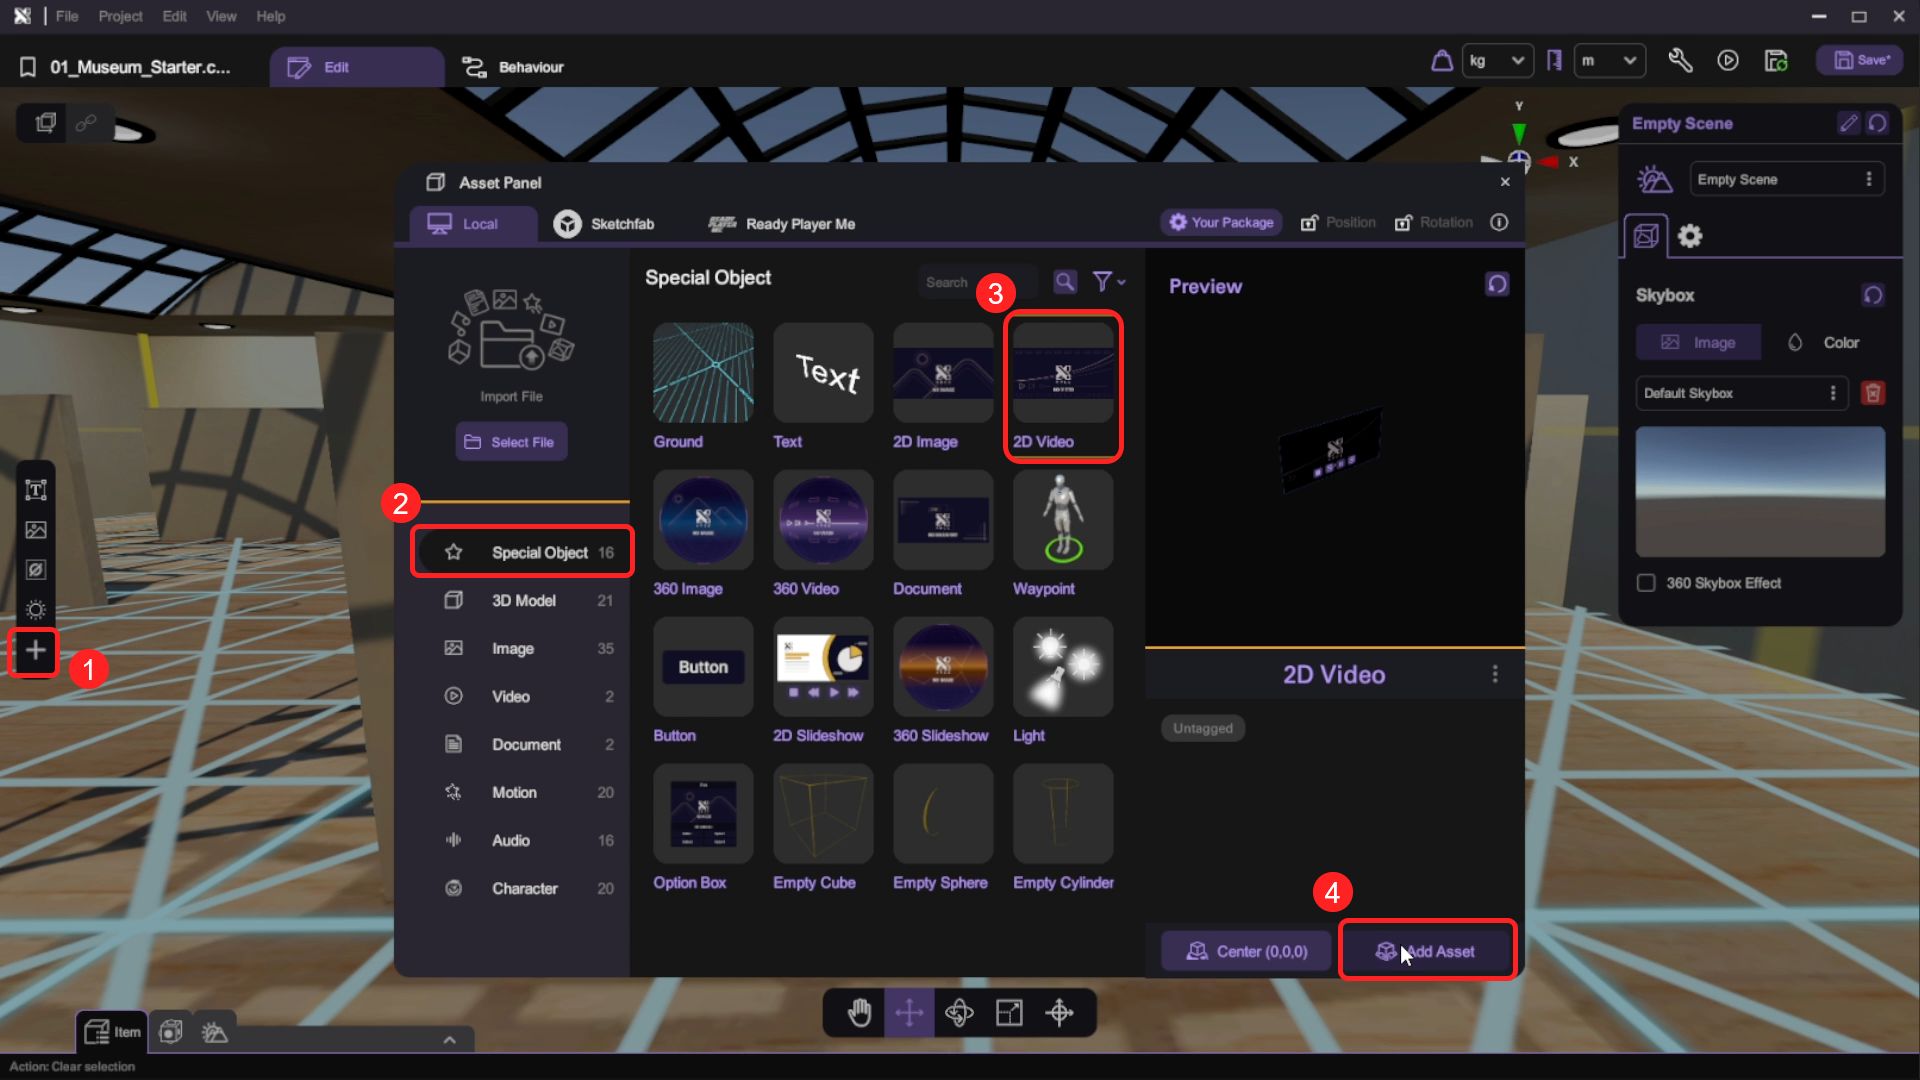 File Project Edit View Help
01_Museum_Starter.c... Edit Behaviour kg m Save*
Y
X
Empty Scene
Empty Scene
Asset Panel
Local Sketchfab READY PLAYER ME Ready Player Me Your Package Position Rotation
Import File
Select File
2
Special Object 16
3D Model 21
Image 35
Video 2
Document 2
Motion 20
Audio 16
Character 20
1
Special Object Search 3
Text
Ground Text 2D Image 2D Video
360 Image 360 Video Document Waypoint
Button
Button 2D Slideshow 360 Slideshow Light
Option Box Empty Cube Empty Sphere Empty Cylinder
Preview
2D Video
Untagged
4
Center (0,0,0) Add Asset
Skybox
Image Color
Default Skybox
360 Skybox Effect
Item
Action: Clear selection